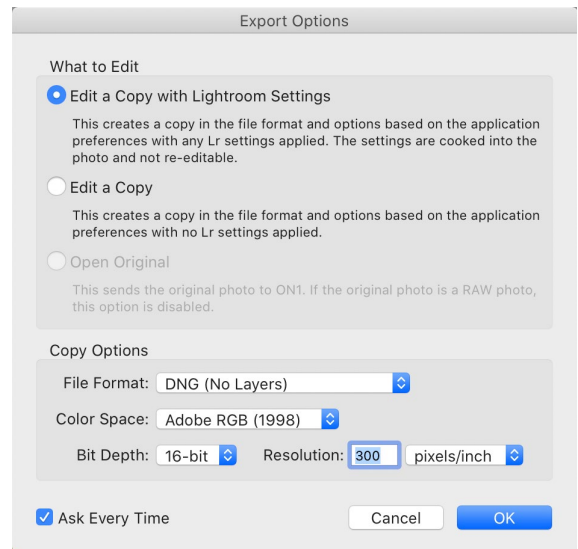 Export Options
What to Edit
Edit a Copy with Lightroom Settings
This creates a copy in the file format and options based on the application
preferences with any Lr settings applied. The settings are cooked into the
photo and not re-editable.
Edit a Copy
This creates a copy in the file format and options based on the application
preferences with no Lr settings applied.
Open Original
This sends the original photo to ON1. If the original photo is a RAW photo,
this option is disabled.
Copy Options
File Format: DNG (No Layers)
Color Space: Adobe RGB (1998)
Bit Depth: 16-bit Resolution: 300 pixels/inch
Ask Every Time Cancel OK